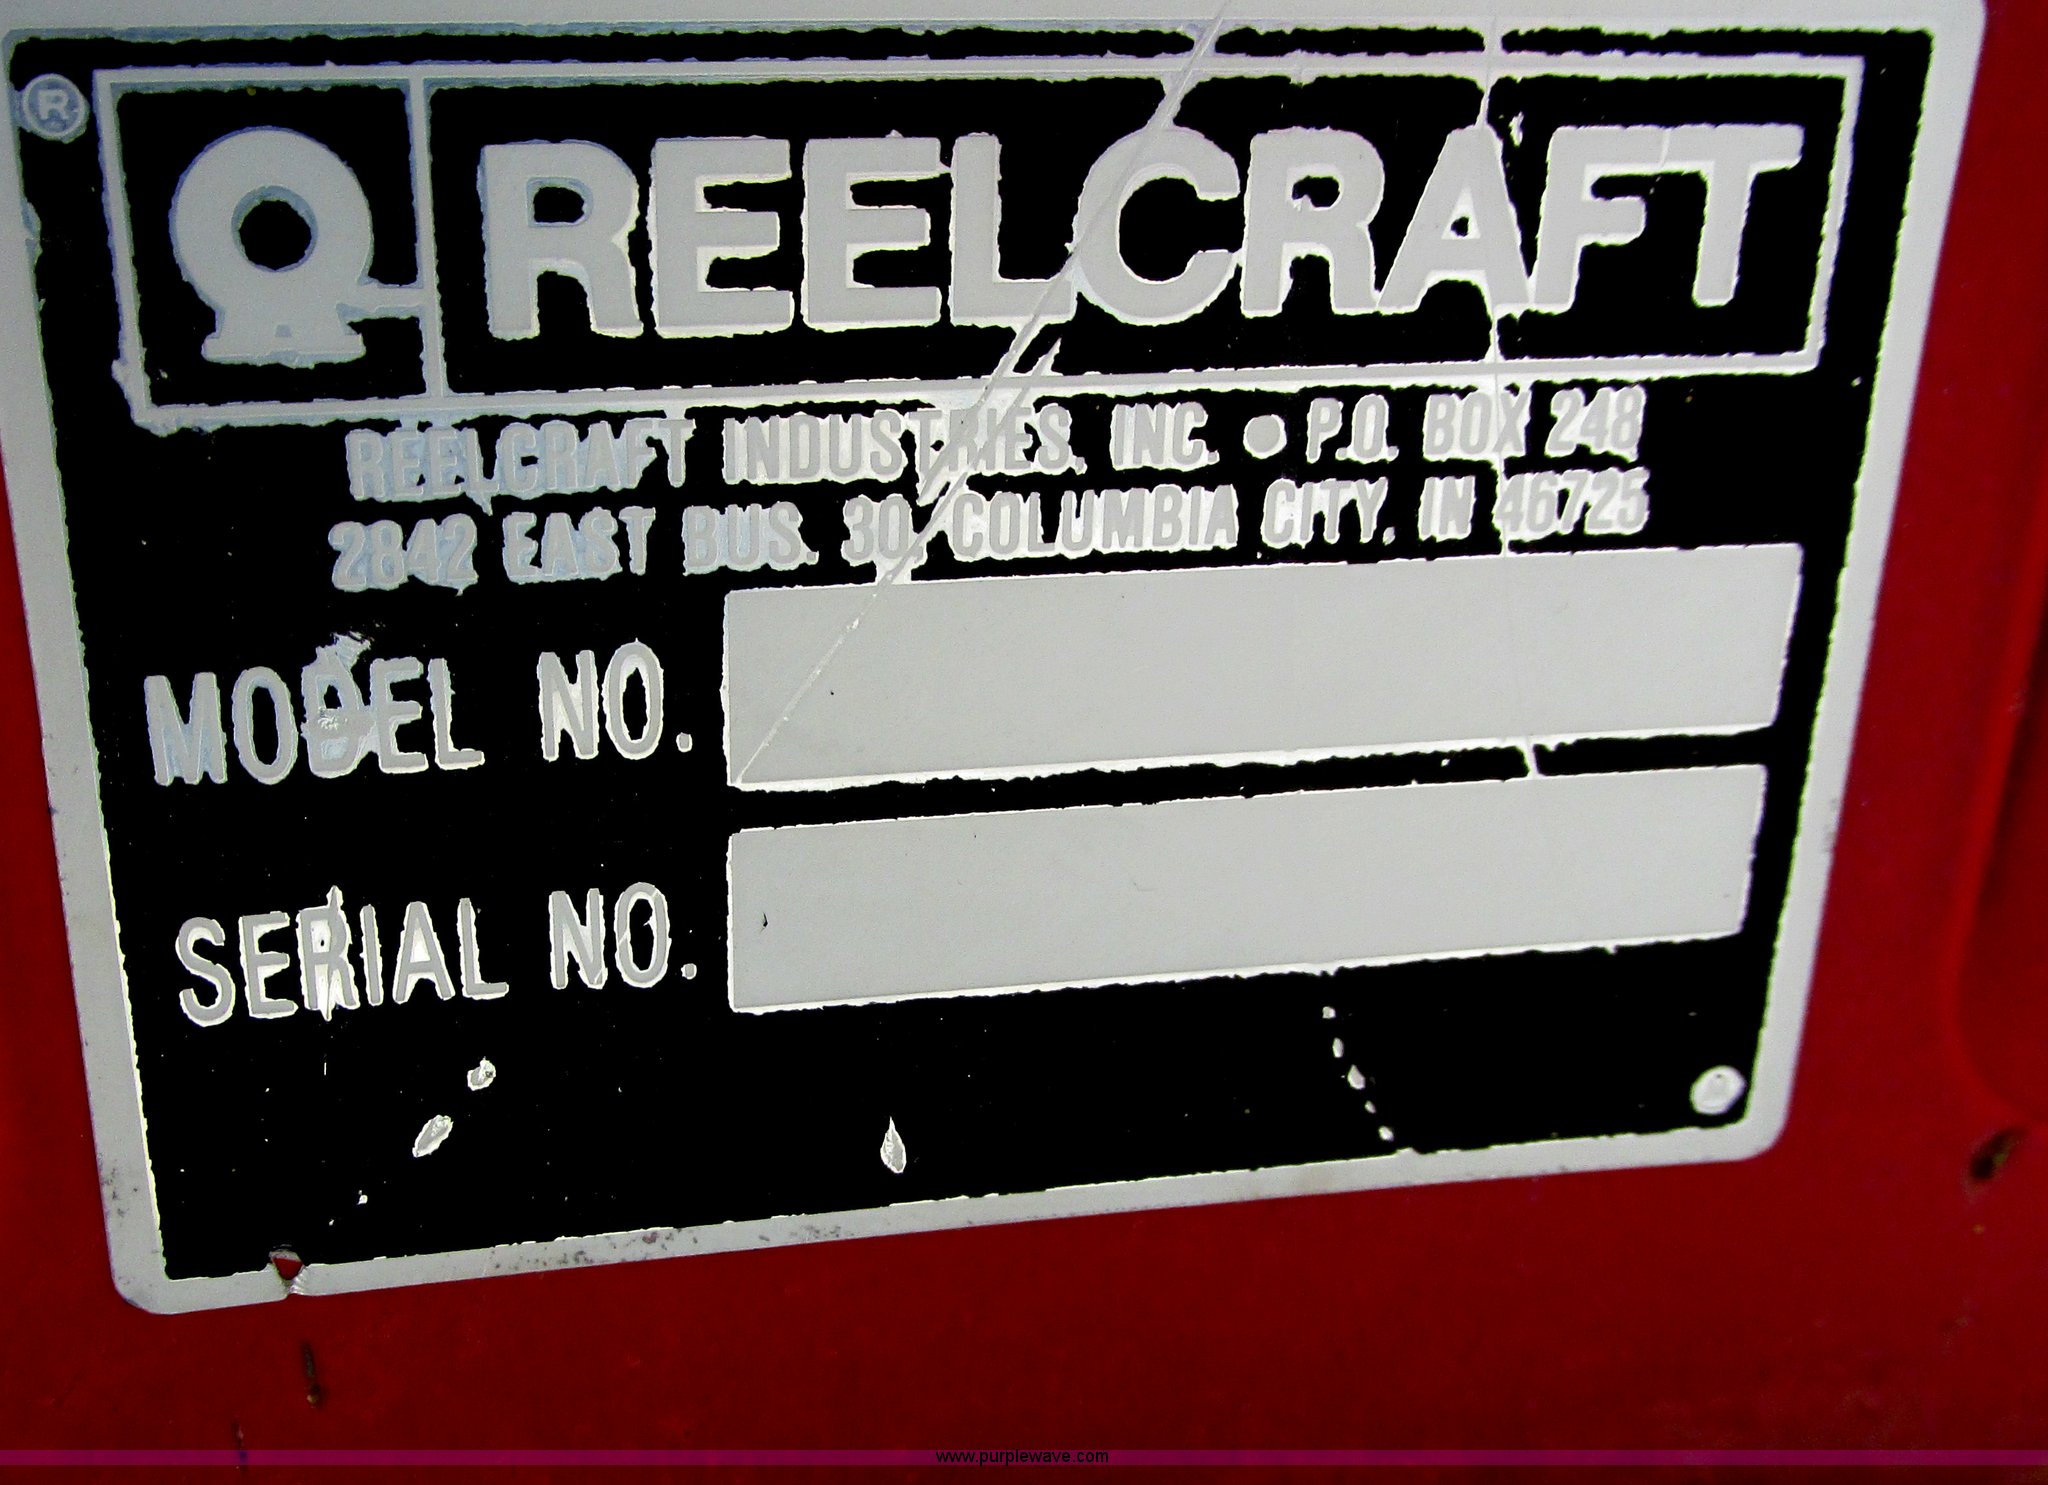 ®
REELCRAFT
REELCRAFT INDUSTRIES, INC. ● P.O. BOX 248
2842 EAST BUS. 30, COLUMBIA CITY, IN 46725
MODEL NO.
SERIAL NO.
www.purplewave.com